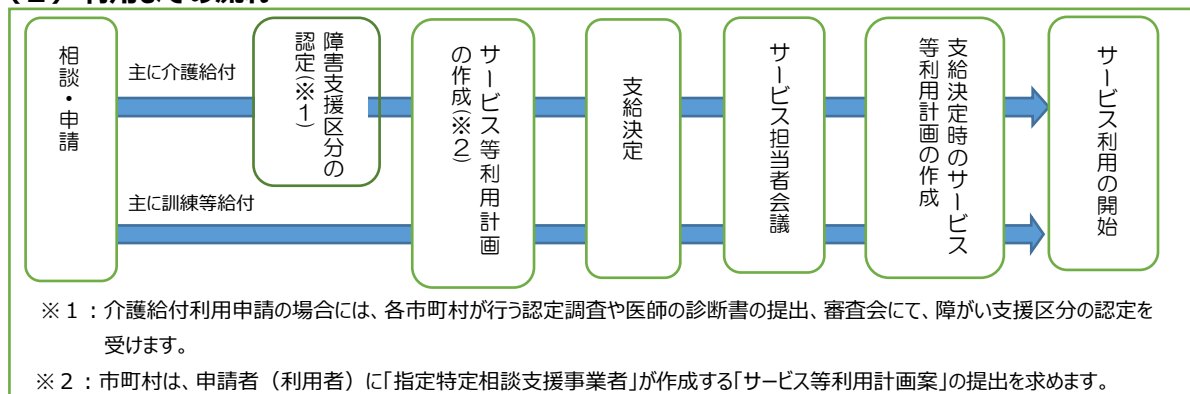 相談・申請
主に介護給付
主に訓練等給付
障害支援区分の
認定(※1)
サービス等利用計画
の作成(※2)
支給決定
サービス担当者会議
支給決定時のサービス
等利用計画の作成
サービス利用の開始
※1：介護給付利用申請の場合には、各市町村が行う認定調査や医師の診断書の提出、審査会にて、障がい支援区分の認定を
受けます。
※2：市町村は、申請者（利用者）に「指定特定相談支援事業者」が作成する「サービス等利用計画案」の提出を求めます。